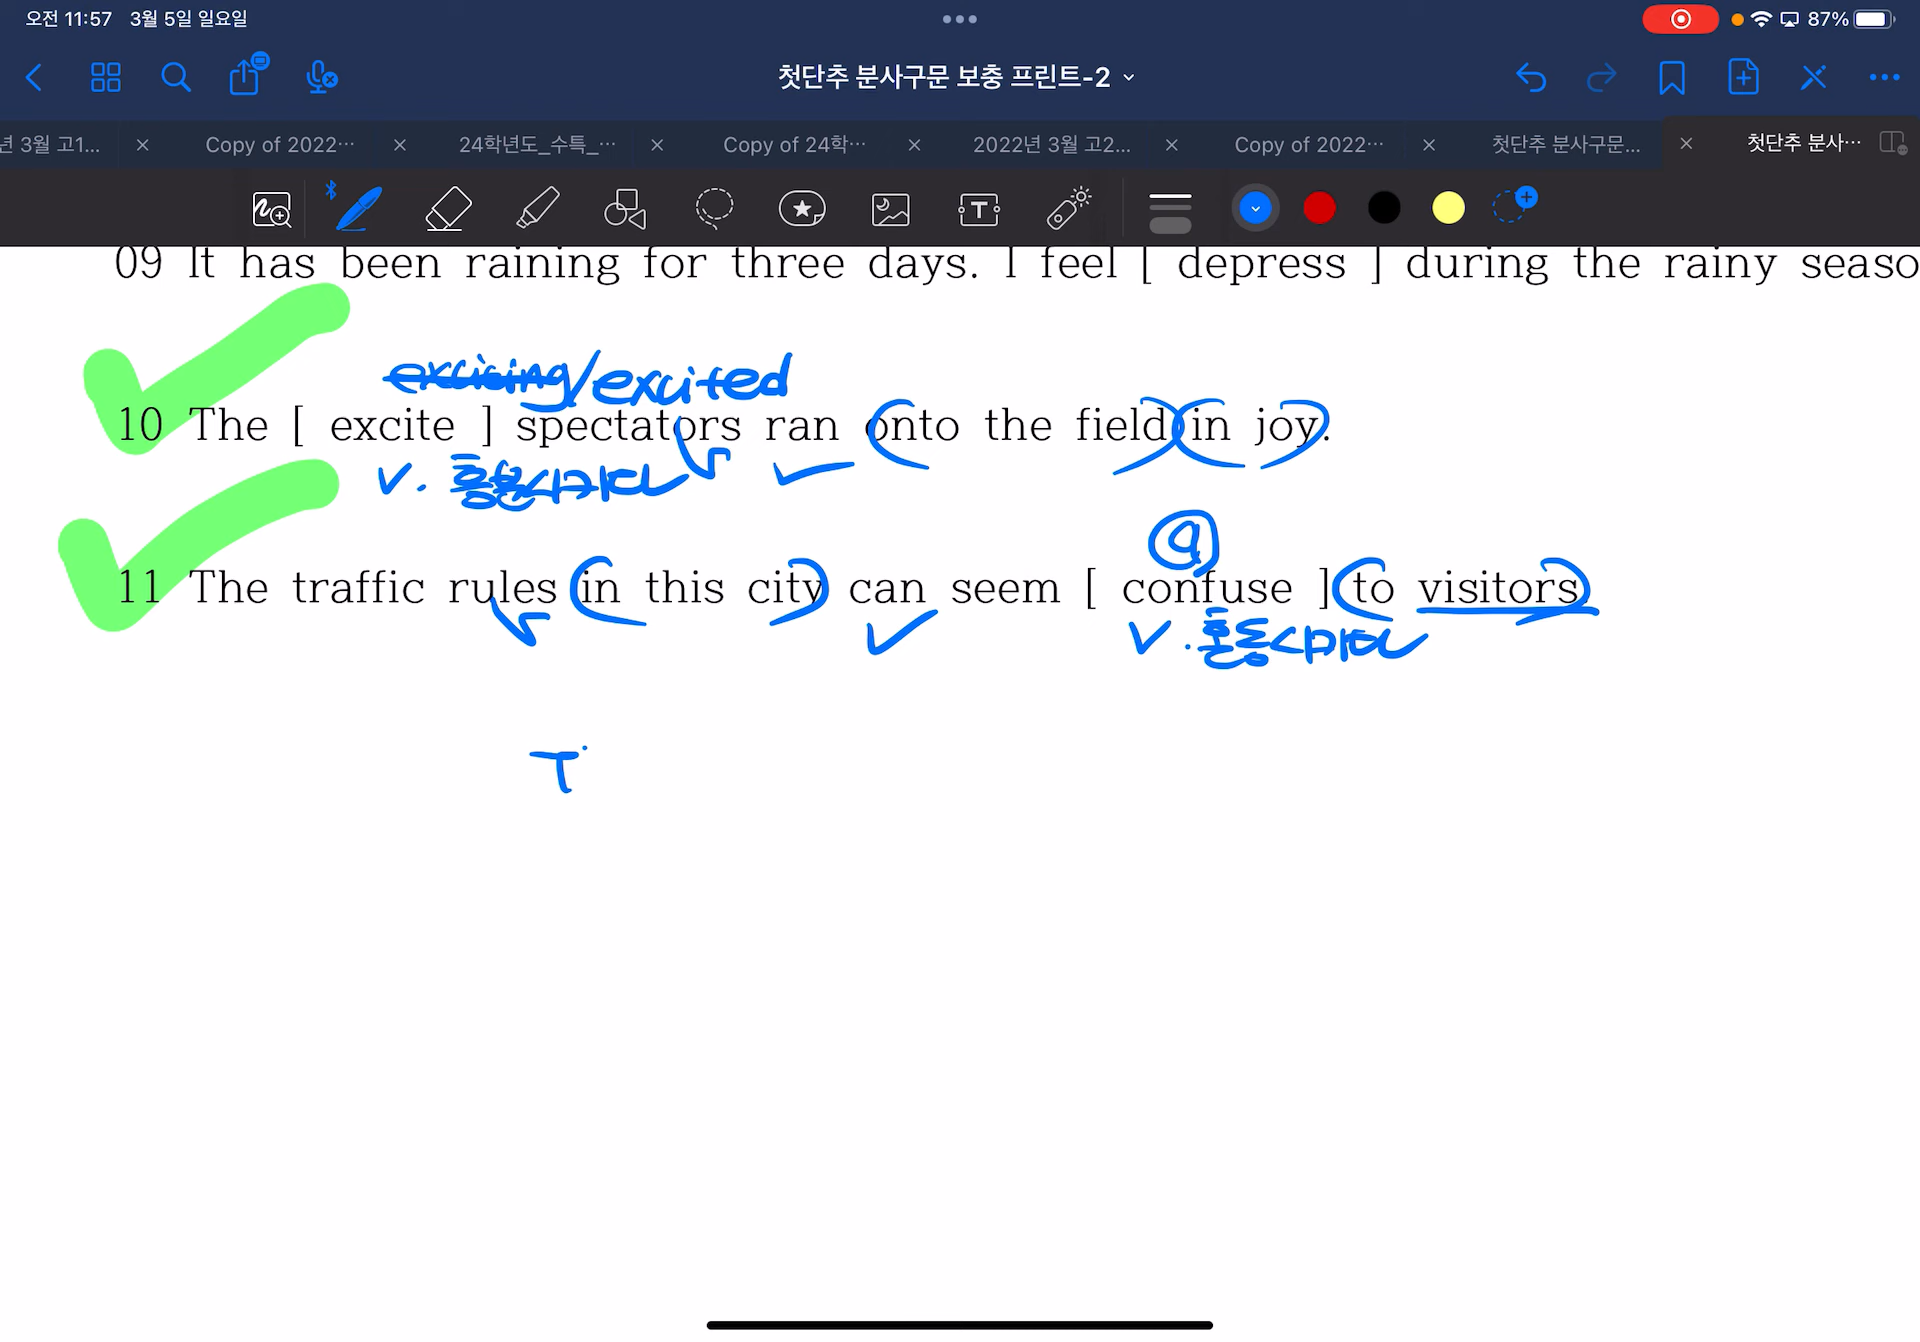 오전 11:57 3월 5일 일요일
87%
첫단추 분사구문 보충 프린트-2
년 3월 고1... Copy of 2022... 24학년도_수특_... Copy of 24학... 2022년 3월 고2... Copy of 2022... 첫단추 분사구문... 첫단추 분사...
09 It has been raining for three days. I feel [ depress ] during the rainy seaso
/excited
10 The [ excite ] spectators ran onto the field in joy.
v. 흥분시키다
ⓐ
11 The traffic rules in this city can seem [ confuse ] to visitors.
v. 혼동시키다
T